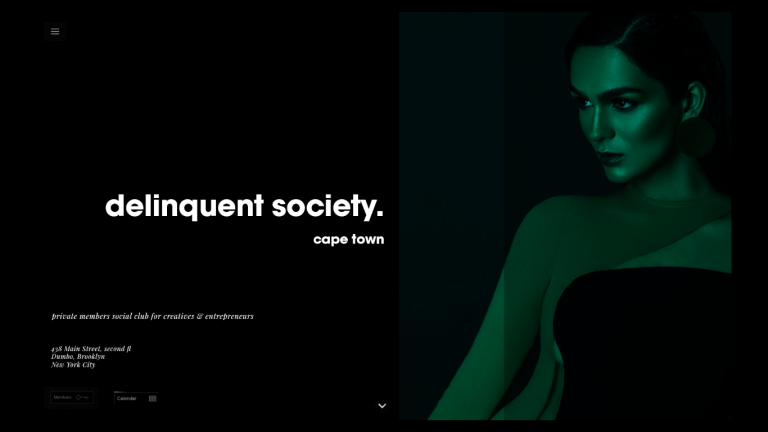 delinquent society.
cape town
private members social club for creatives & entrepreneurs
438 Main Street, second fl
Dumbo, Brooklyn
New York City
Members
Calendar